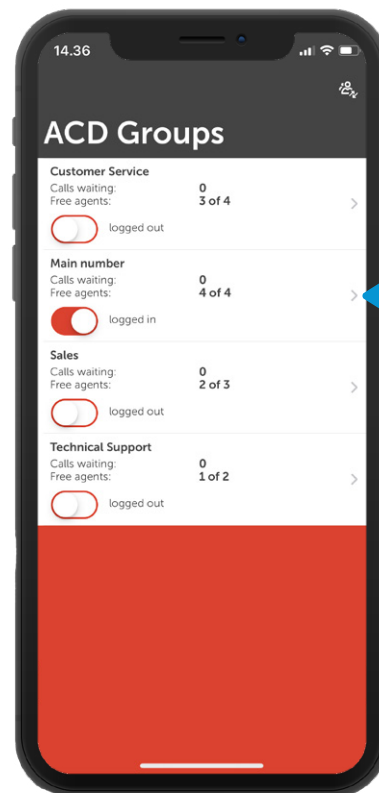 14.36
ACD Groups
Customer Service
Calls waiting: 0
Free agents: 3 of 4
logged out
Main number
Calls waiting: 0
Free agents: 4 of 4
logged in
Sales
Calls waiting: 0
Free agents: 2 of 3
logged out
Technical Support
Calls waiting: 0
Free agents: 1 of 2
logged out